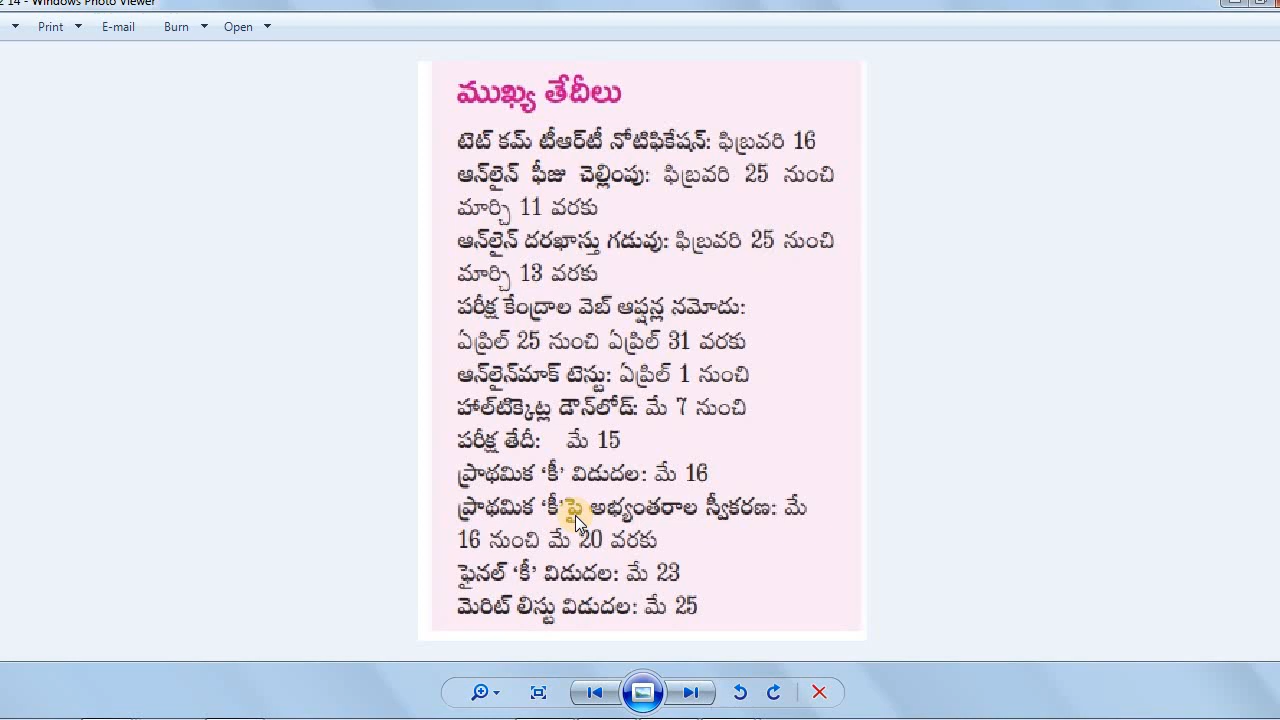 2 14 - Windows Photo Viewer
Print E-mail Burn Open
ముఖ్య తేదీలు
టెట్ కమ్ టీఆర్‌టీ నోటిఫికేషన్: ఫిబ్రవరి 16
ఆన్‌లైన్ ఫీజు చెల్లింపు: ఫిబ్రవరి 25 నుంచి
మార్చి 11 వరకు
ఆన్‌లైన్ దరఖాస్తు గడువు: ఫిబ్రవరి 25 నుంచి
మార్చి 13 వరకు
పరీక్ష కేంద్రాల వెబ్ ఆప్షన్ల నమోదు:
ఏప్రిల్ 25 నుంచి ఏప్రిల్ 31 వరకు
ఆన్‌లైన్‌మాక్ టెస్టు: ఏప్రిల్ 1 నుంచి
హాల్‌టిక్కెట్ల డౌన్‌లోడ్: మే 7 నుంచి
పరీక్ష తేదీ: మే 15
ప్రాథమిక ‘కీ’ విడుదల: మే 16
ప్రాథమిక ‘కీ’పై అభ్యంతరాల స్వీకరణ: మే
16 నుంచి మే 20 వరకు
ఫైనల్ ‘కీ’ విడుదల: మే 23
మెరిట్ లిస్టు విడుదల: మే 25